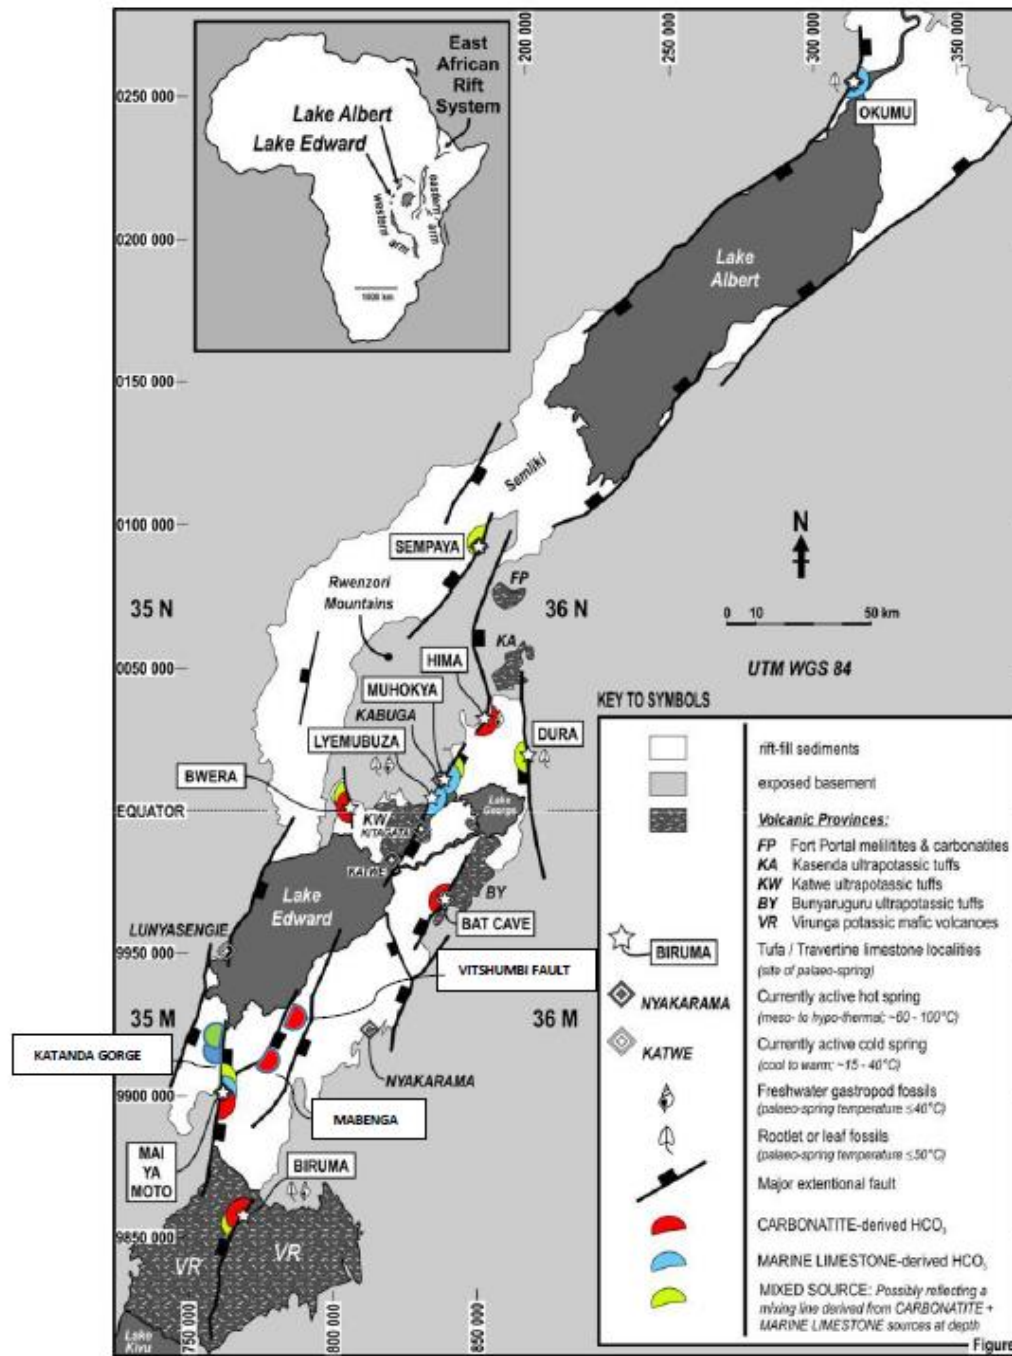 East
African
Rift
System
Lake Albert
Lake Edward
western
arm
eastern
arm
1000 km
200 000
250 000
300 000
350 000
0250 000
0200 000
0150 000
0100 000
0050 000
EQUATOR
9950 000
9900 000
9850 000
750 000
800 000
850 000
OKUMU
Lake
Albert
Semliki
SEMPAYA
FP
Rwenzori
Mountains
35 N
36 N
N
0 10 50 km
UTM WGS 84
KA
HIMA
MUHOKYA
KABUGA
LYEMUBUZA
DURA
BWERA
KW
KITAGATA
Lake
George
KATWE
Lake
Edward
BY
BAT CAVE
LUNYASENGIE
VITSHUMBI FAULT
35 M
36 M
KATANDA GORGE
NYAKARAMA
MABENGA
MAI
YA
MOTO
BIRUMA
VR
VR
Lake
Kivu
KEY TO SYMBOLS
rift-fill sediments
exposed basement
Volcanic Provinces:
FP Fort Portal melilitites & carbonatites
KA Kasenda ultrapotassic tuffs
KW Katwe ultrapotassic tuffs
BY Bunyaruguru ultrapotassic tuffs
VR Virunga potassic mafic volcanoes
BIRUMA
Tufa / Travertine limestone localities
(site of palaeo-spring)
NYAKARAMA
Currently active hot spring
(meso- to hypo-thermal; ~60 - 100°C)
KATWE
Currently active cold spring
(cool to warm; ~15 - 40°C)
Freshwater gastropod fossils
(palaeo-spring temperature ≤40°C)
Rootlet or leaf fossils
(palaeo-spring temperature ≤50°C)
Major extentional fault
CARBONATITE-derived HCO₃
MARINE LIMESTONE-derived HCO₃
MIXED SOURCE: Possibly reflecting a
mixing line derived from CARBONATITE +
MARINE LIMESTONE sources at depth
Figure